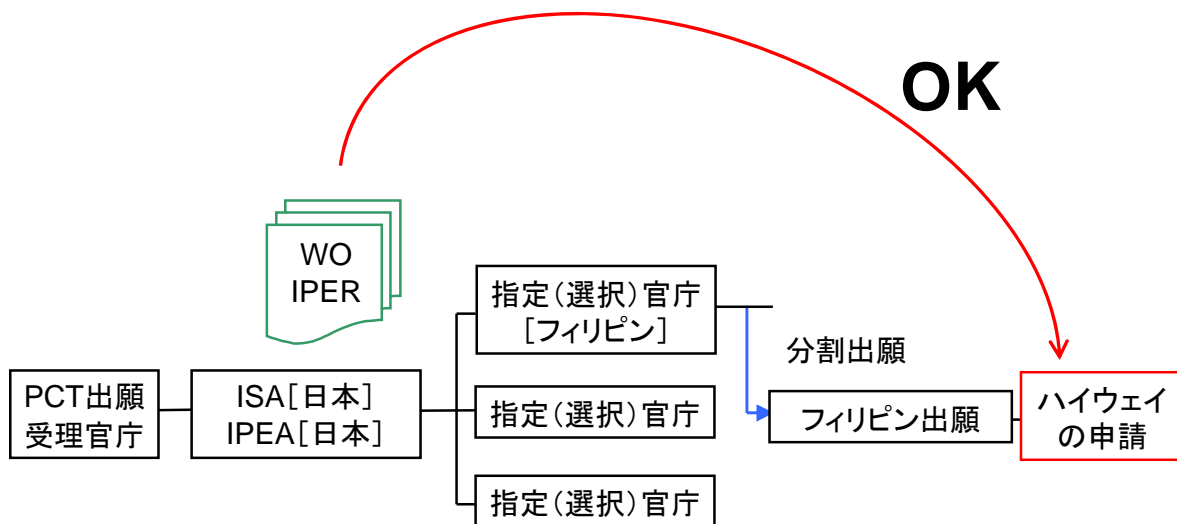 OK
WO
IPER
指定（選択）官庁
［フィリピン］
分割出願
PCT出願
受理官庁
ISA［日本］
IPEA［日本］
指定（選択）官庁
フィリピン出願
ハイウェイ
の申請
指定（選択）官庁